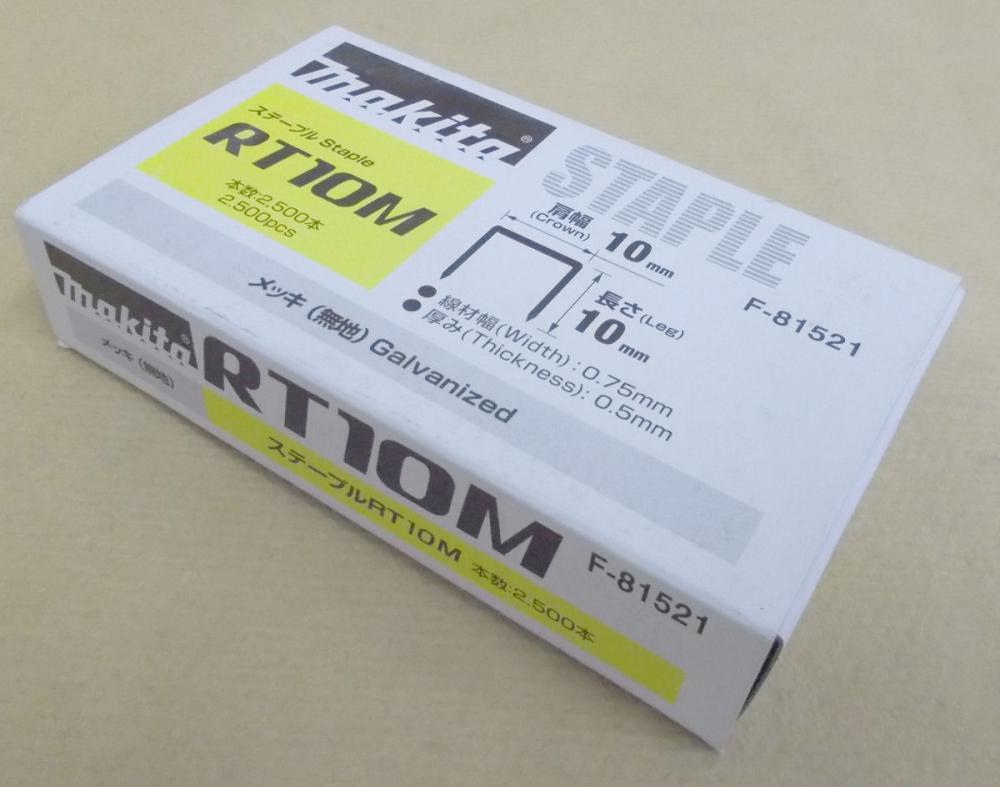 makita®
ステープル Staple
RT10M
本数:2,500本
2,500pcs
STAPLE
肩幅
(Crown)
10mm
長さ(Leg)
10mm
線材幅(Width):0.75mm
厚み(Thickness):0.5mm
F-81521
メッキ(無地) Galvanized
makita®
メッキ(無地)
RT10M
F-81521
ステープルRT10M 本数:2,500本